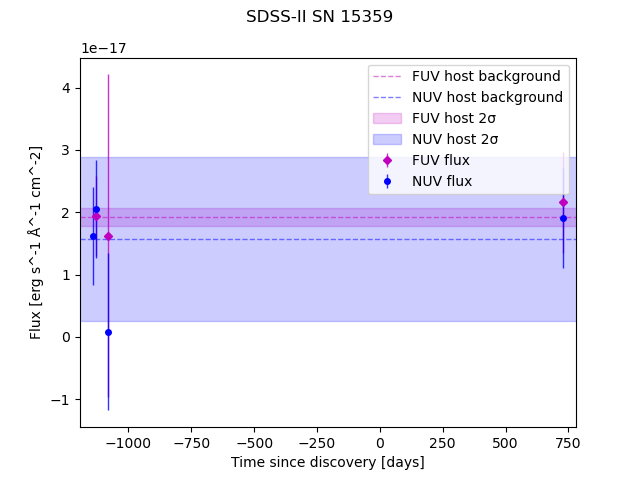 SDSS-II SN 15359
1e−17
FUV host background
NUV host background
FUV host 2σ
NUV host 2σ
FUV flux
NUV flux
4
3
2
1
0
−1
Flux [erg s^-1 Å^-1 cm^-2]
−1000 −750 −500 −250 0 250 500 750
Time since discovery [days]